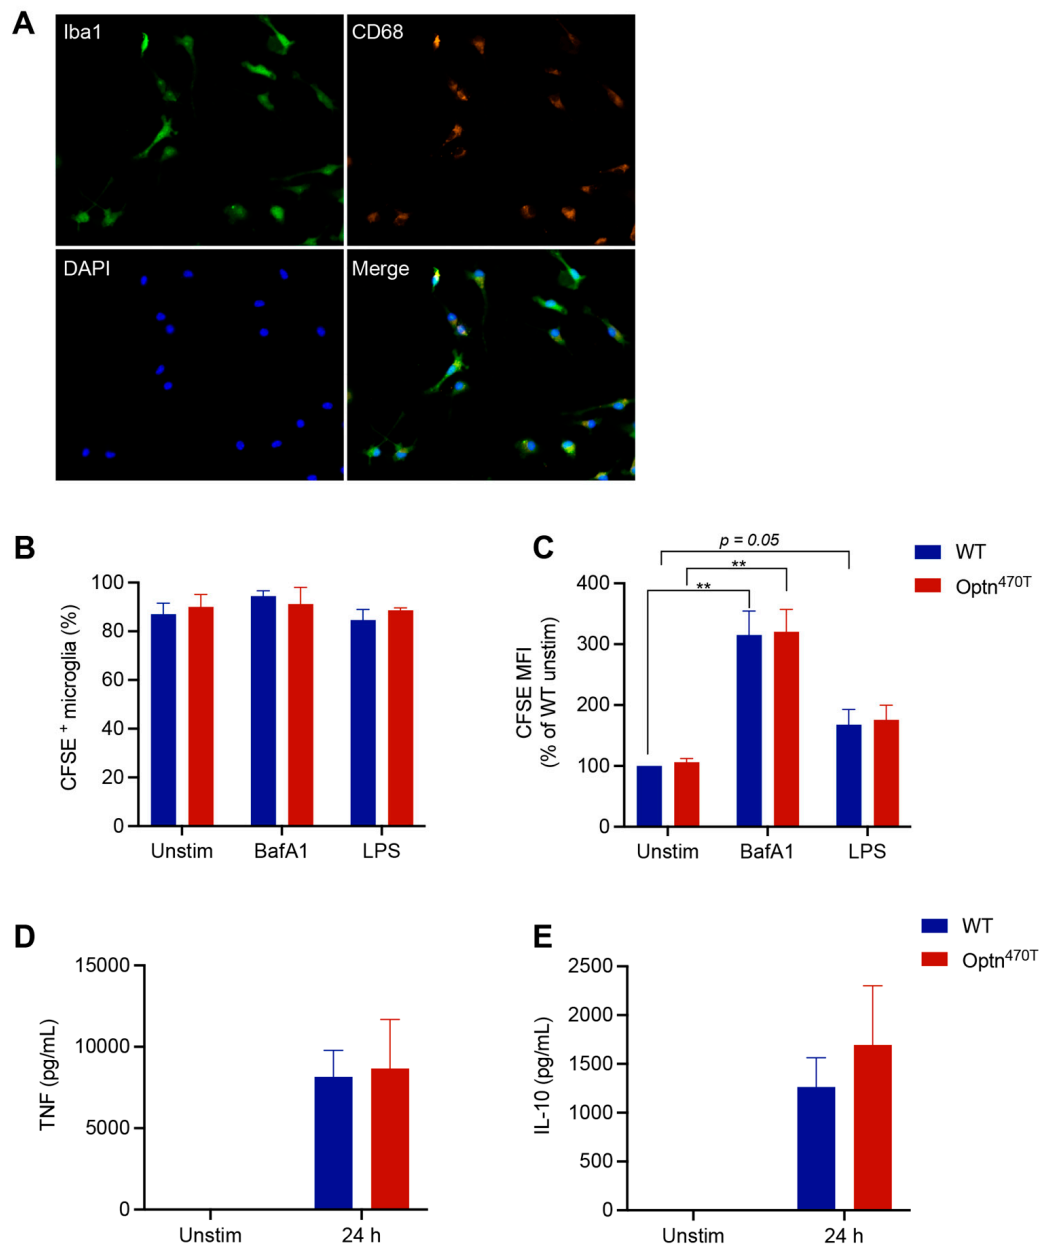 A
Iba1
CD68
DAPI
Merge
B
CFSE + microglia (%)
100
80
60
40
20
0
Unstim
BafA1
LPS
C
p = 0.05
**
**
CFSE MFI
(% of WT unstim)
400
300
200
100
0
Unstim
BafA1
LPS
WT
Optn470T
D
TNF (pg/mL)
15000
10000
5000
0
Unstim
24 h
E
IL-10 (pg/mL)
2500
2000
1500
1000
500
0
Unstim
24 h
WT
Optn470T